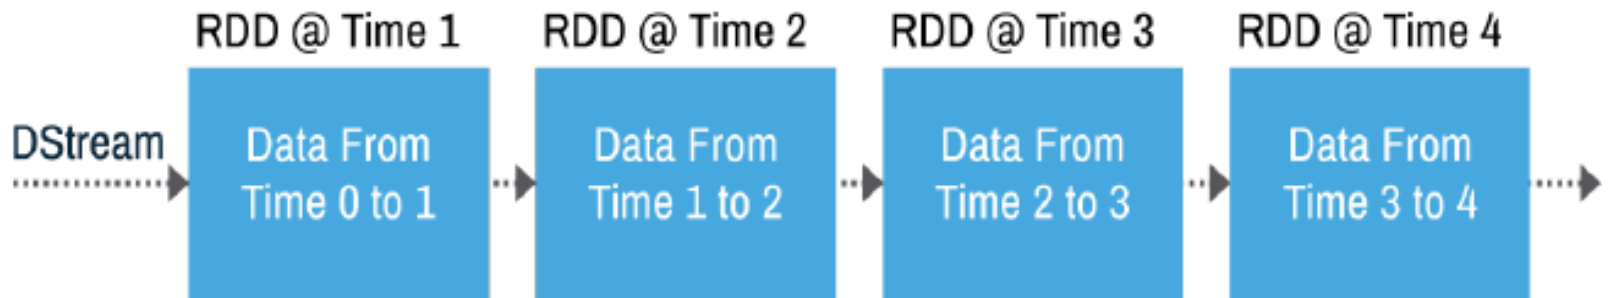 RDD @ Time 1
RDD @ Time 2
RDD @ Time 3
RDD @ Time 4
DStream
Data From
Time 0 to 1
Data From
Time 1 to 2
Data From
Time 2 to 3
Data From
Time 3 to 4